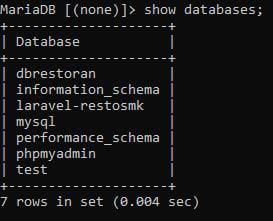 MariaDB [(none)]> show databases;
+--------------------+
| Database           |
+--------------------+
| dbrestoran         |
| information_schema |
| laravel-restosmk   |
| mysql              |
| performance_schema |
| phpmyadmin         |
| test               |
+--------------------+
7 rows in set (0.004 sec)